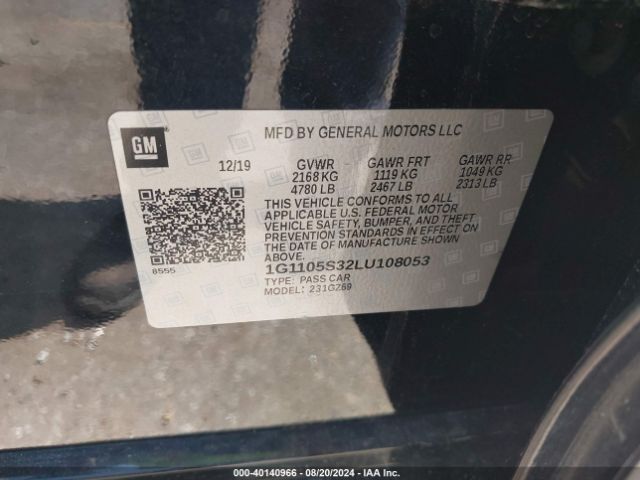 GM
MFD BY GENERAL MOTORS LLC
12/19 GVWR GAWR FRT GAWR RR
2168 KG 1119 KG 1049 KG
4780 LB 2467 LB 2313 LB
THIS VEHICLE CONFORMS TO ALL
APPLICABLE U.S. FEDERAL MOTOR
VEHICLE SAFETY, BUMPER, AND THEFT
PREVENTION STANDARDS IN EFFECT ON
THE DATE OF MANUFACTURE SHOWN
ABOVE.
8555
1G1105S32LU108053
TYPE: PASS CAR
MODEL: 231GZ69
000-40140966 - 08/20/2024 - IAA Inc.